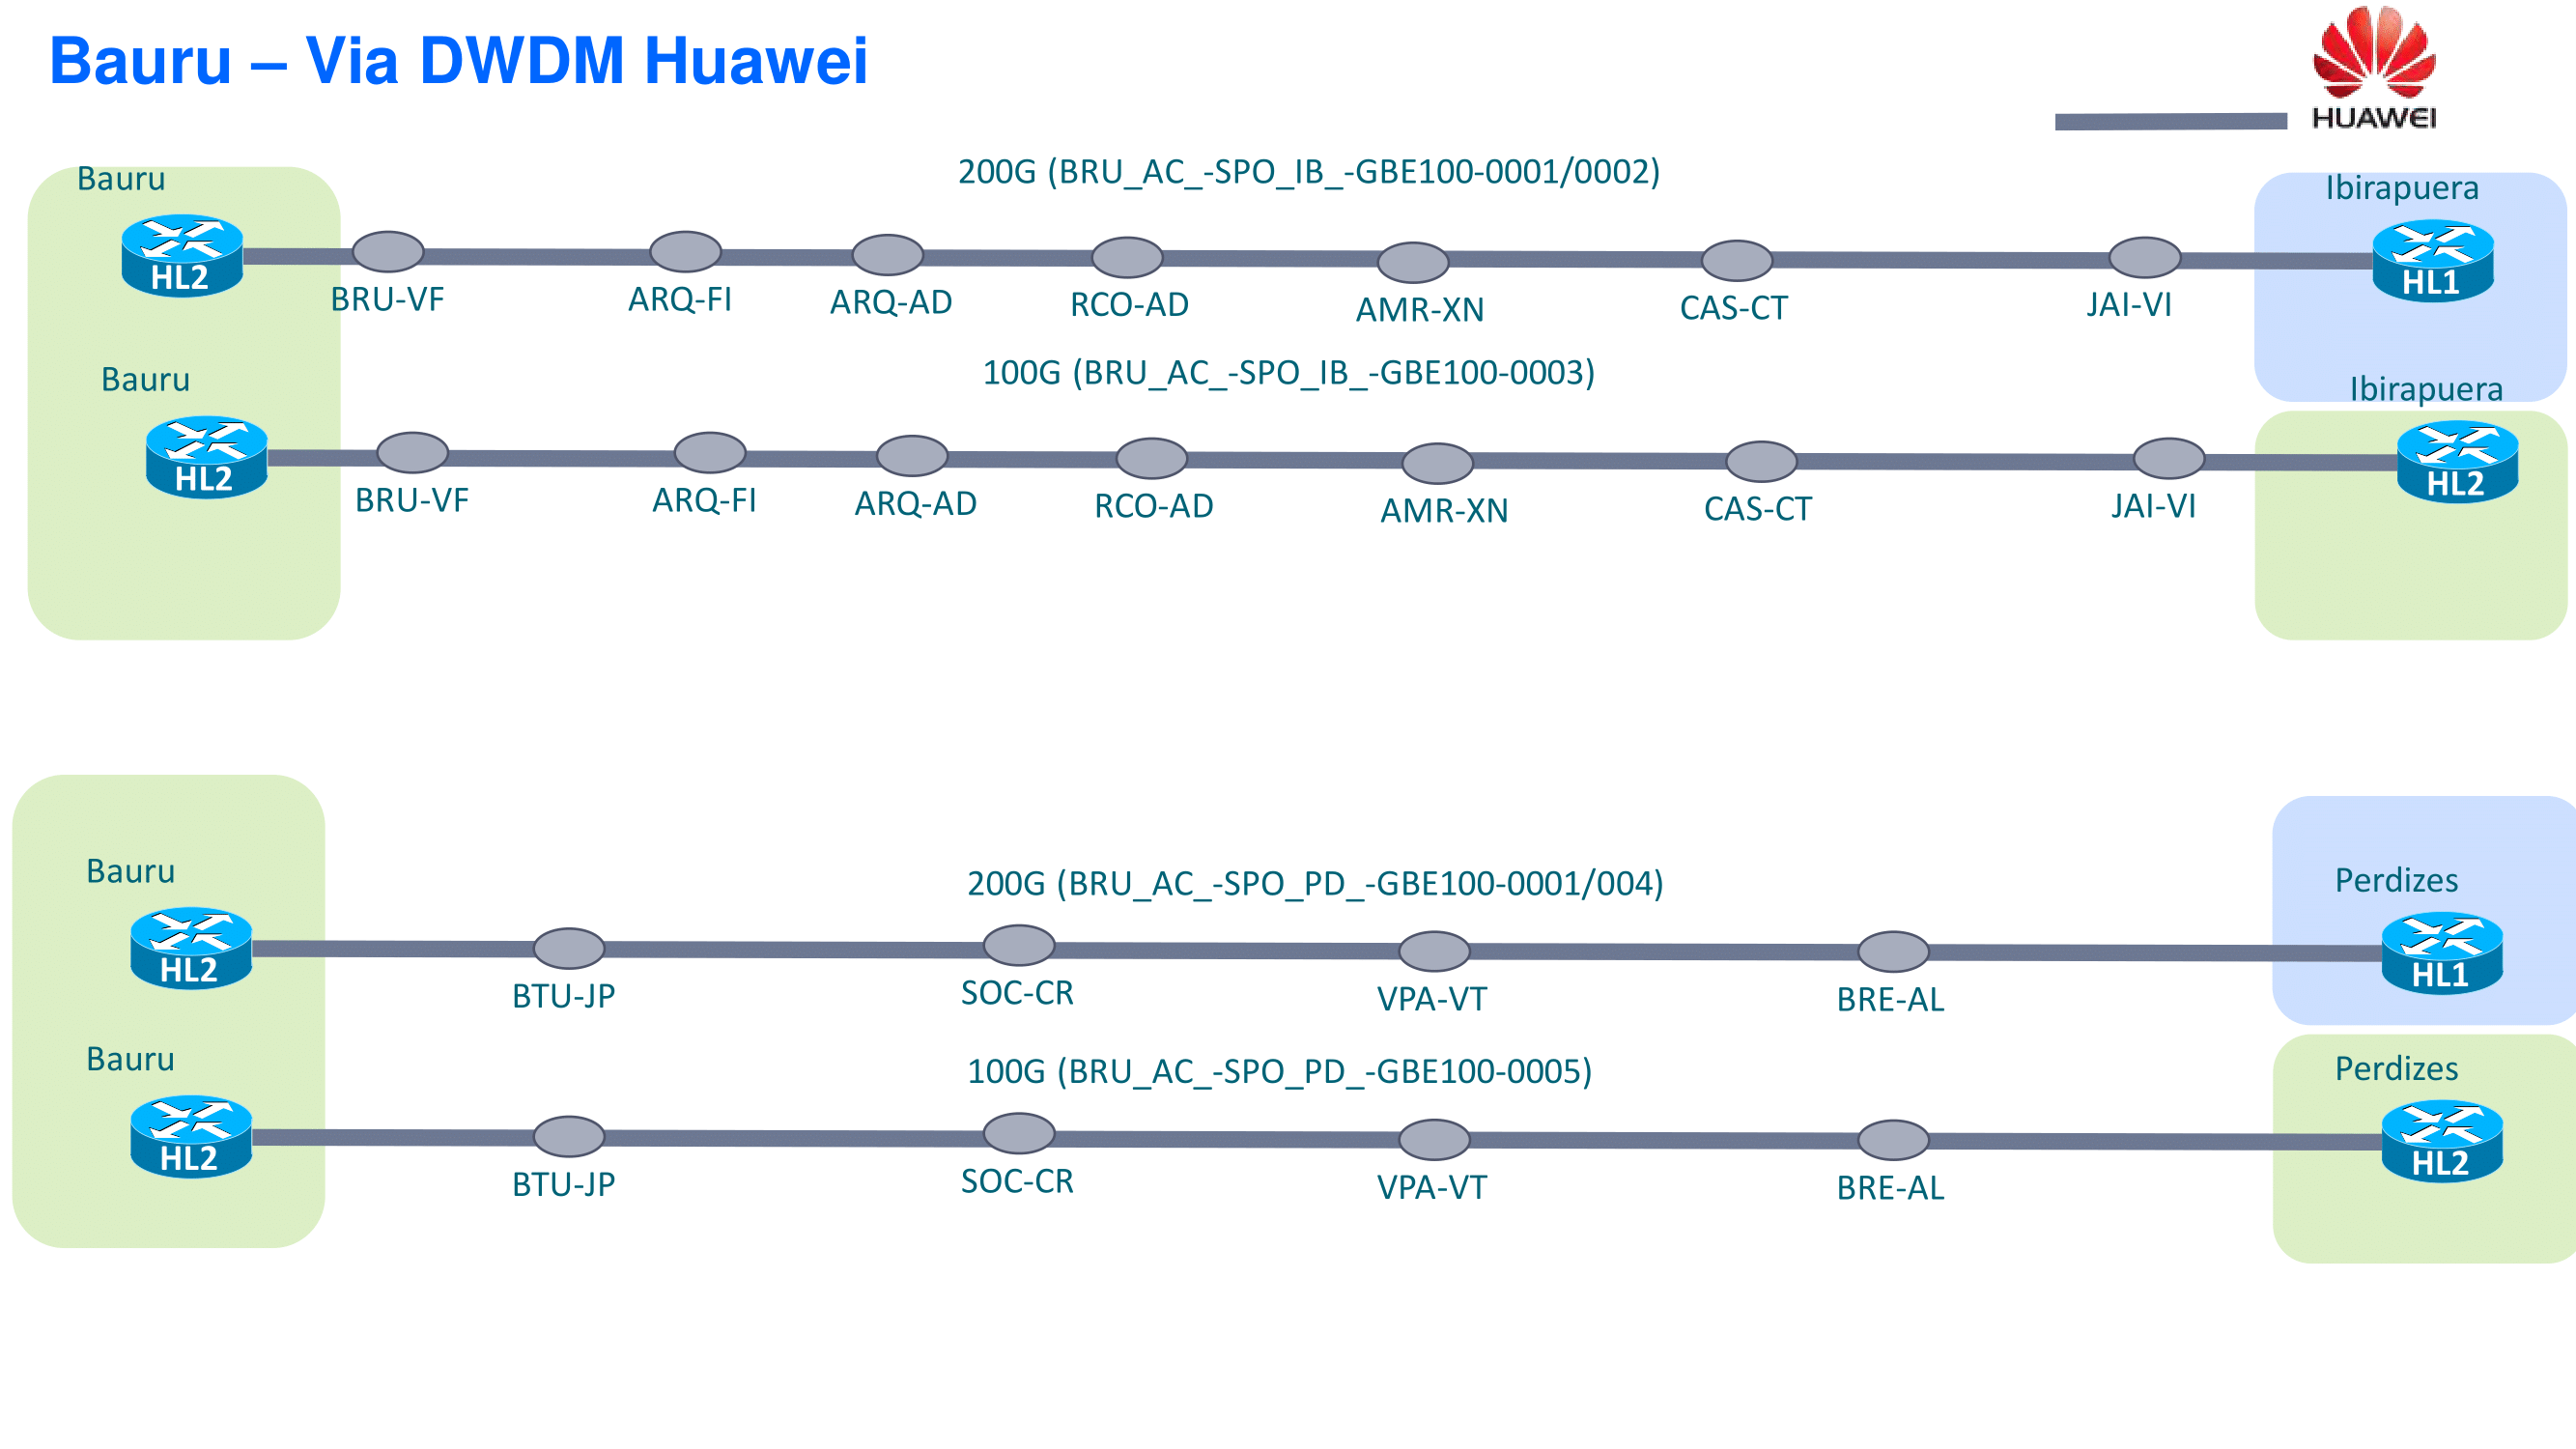 Bauru – Via DWDM Huawei
HUAWEI
Bauru
200G (BRU_AC_-SPO_IB_-GBE100-0001/0002)
Ibirapuera
HL2
HL1
BRU-VF
ARQ-FI
ARQ-AD
RCO-AD
AMR-XN
CAS-CT
JAI-VI
Bauru
100G (BRU_AC_-SPO_IB_-GBE100-0003)
Ibirapuera
HL2
HL2
BRU-VF
ARQ-FI
ARQ-AD
RCO-AD
AMR-XN
CAS-CT
JAI-VI
Bauru
200G (BRU_AC_-SPO_PD_-GBE100-0001/004)
Perdizes
HL2
HL1
BTU-JP
SOC-CR
VPA-VT
BRE-AL
Bauru
100G (BRU_AC_-SPO_PD_-GBE100-0005)
Perdizes
HL2
HL2
BTU-JP
SOC-CR
VPA-VT
BRE-AL